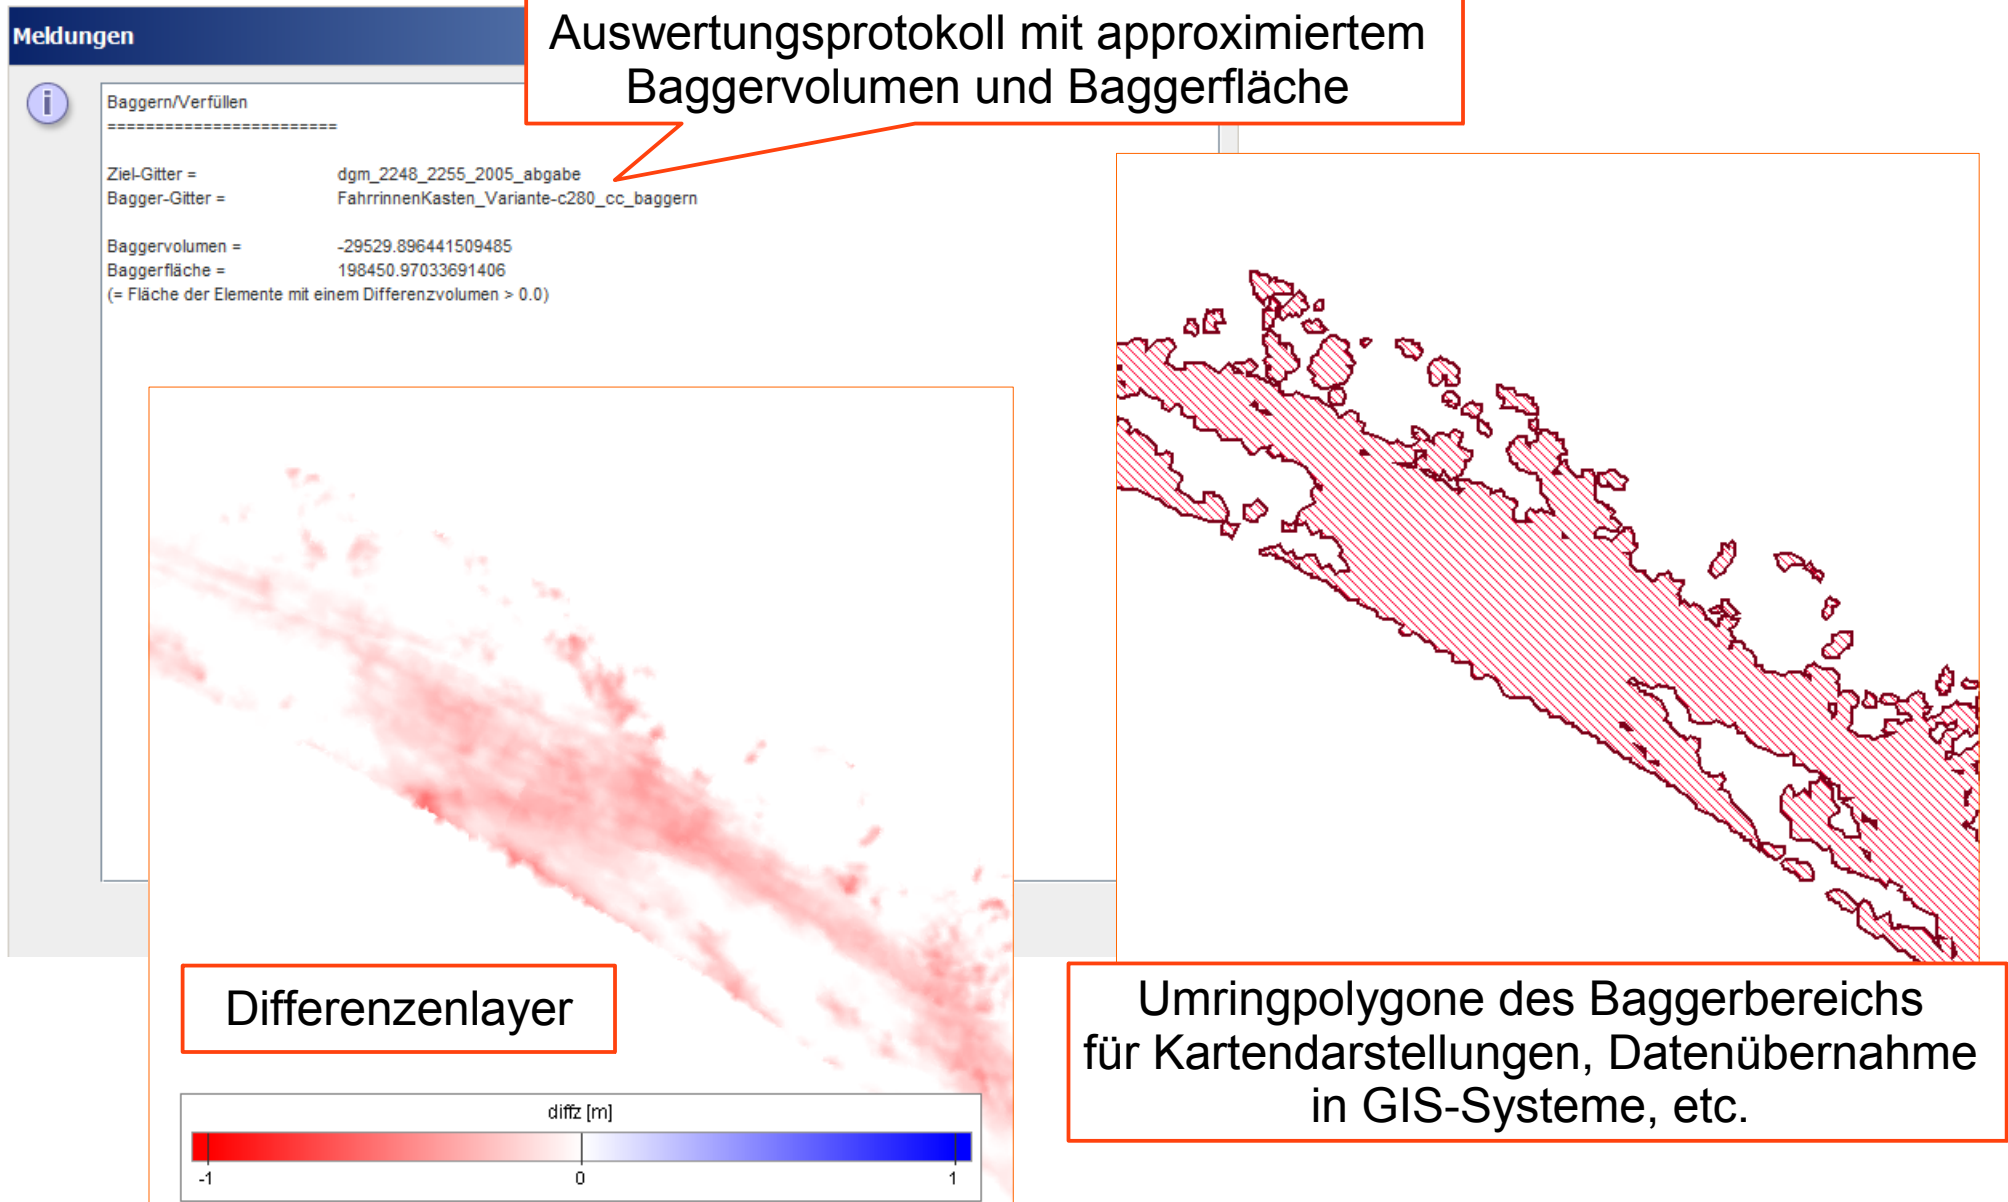 Auswertungsprotokoll mit approximiertem
Baggervolumen und Baggerfläche
Meldungen
i
Baggern/Verfüllen
========================
Ziel-Gitter = dgm_2248_2255_2005_abgabe
Bagger-Gitter = FahrrinnenKasten_Variante-c280_cc_baggern
Baggervolumen = -29529.896441509485
Baggerfläche = 198450.97033691406
(= Fläche der Elemente mit einem Differenzvolumen > 0.0)
Differenzenlayer
diffz [m]
-1 0 1
Umringpolygone des Baggerbereichs
für Kartendarstellungen, Datenübernahme
in GIS-Systeme, etc.